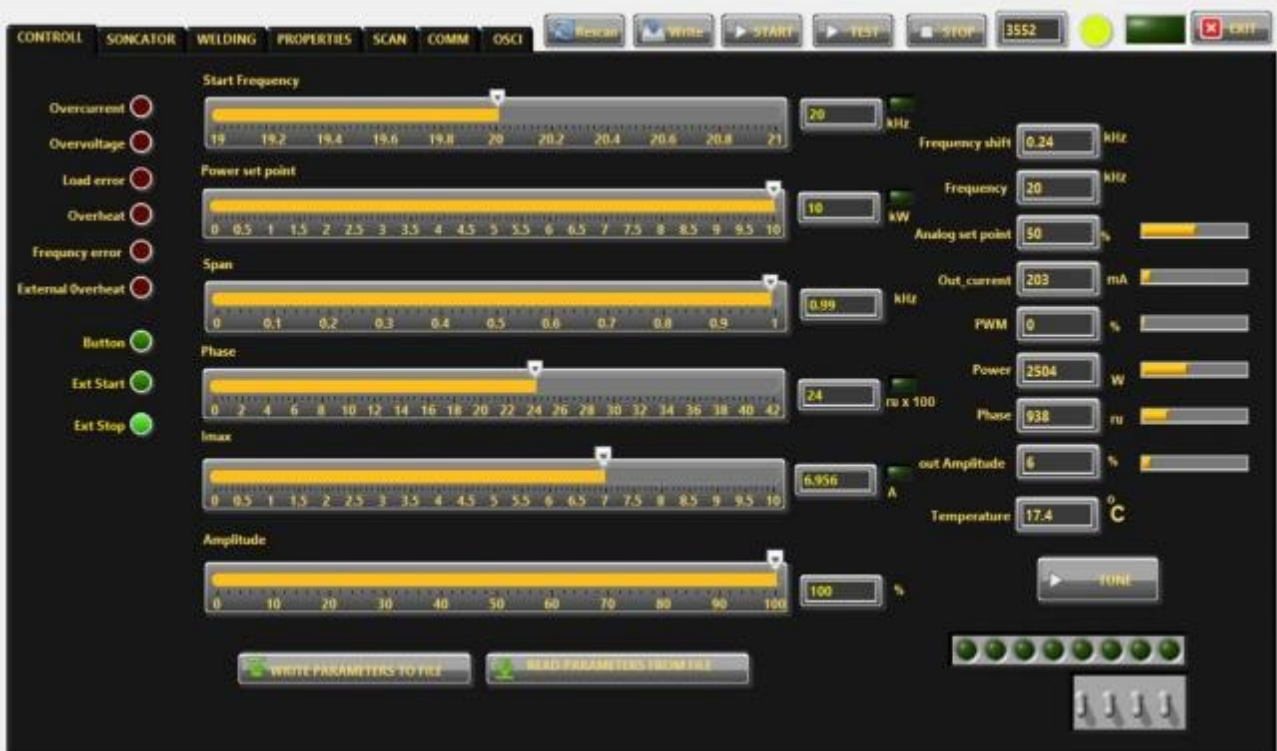 CONTROLL SONCATOR WELDING PROPERTIES SCAN COMM OSCI Rescan Write START TEST STOP 3552 EXIT
Overcurrent
Overvoltage
Load error
Overheat
Frequncy error
External 0verheat
Button
Ext Start
Ext Stop
Start Frequency
19 19.2 19.4 19.6 19.8 20 20.2 20.4 20.6 20.8 21
20 kHz
Power set point
0 0.5 1 1.5 2 2.5 3 3.5 4 4.5 5 5.5 6 6.5 7 7.5 8 8.5 9 9.5 10
10 kW
Span
0 0.1 0.2 0.3 0.4 0.5 0.6 0.7 0.8 0.9 1
0.99 kHz
Phase
0 2 4 6 8 10 12 14 16 18 20 22 24 26 28 30 32 34 36 38 40 42
24 ru x 100
Imax
0 0.5 1 1.5 2 2.5 3 3.5 4 4.5 5 5.5 6 6.5 7 7.5 8 8.5 9 9.5 10
6.956 A
Amplitude
0 10 20 30 40 50 60 70 80 90 100
100 %
WRITE PARAMETERS TO FILE READ PARAMETERS FROM FILE
Frequency shift 0.24 kHz
Frequency 20 kHz
Analog set point 50 %
Out_current 203 mA
PWM 0 %
Power 2504 W
Phase 938 ru
out Amplitude 6 %
Temperature 17.4 °C
TUNE